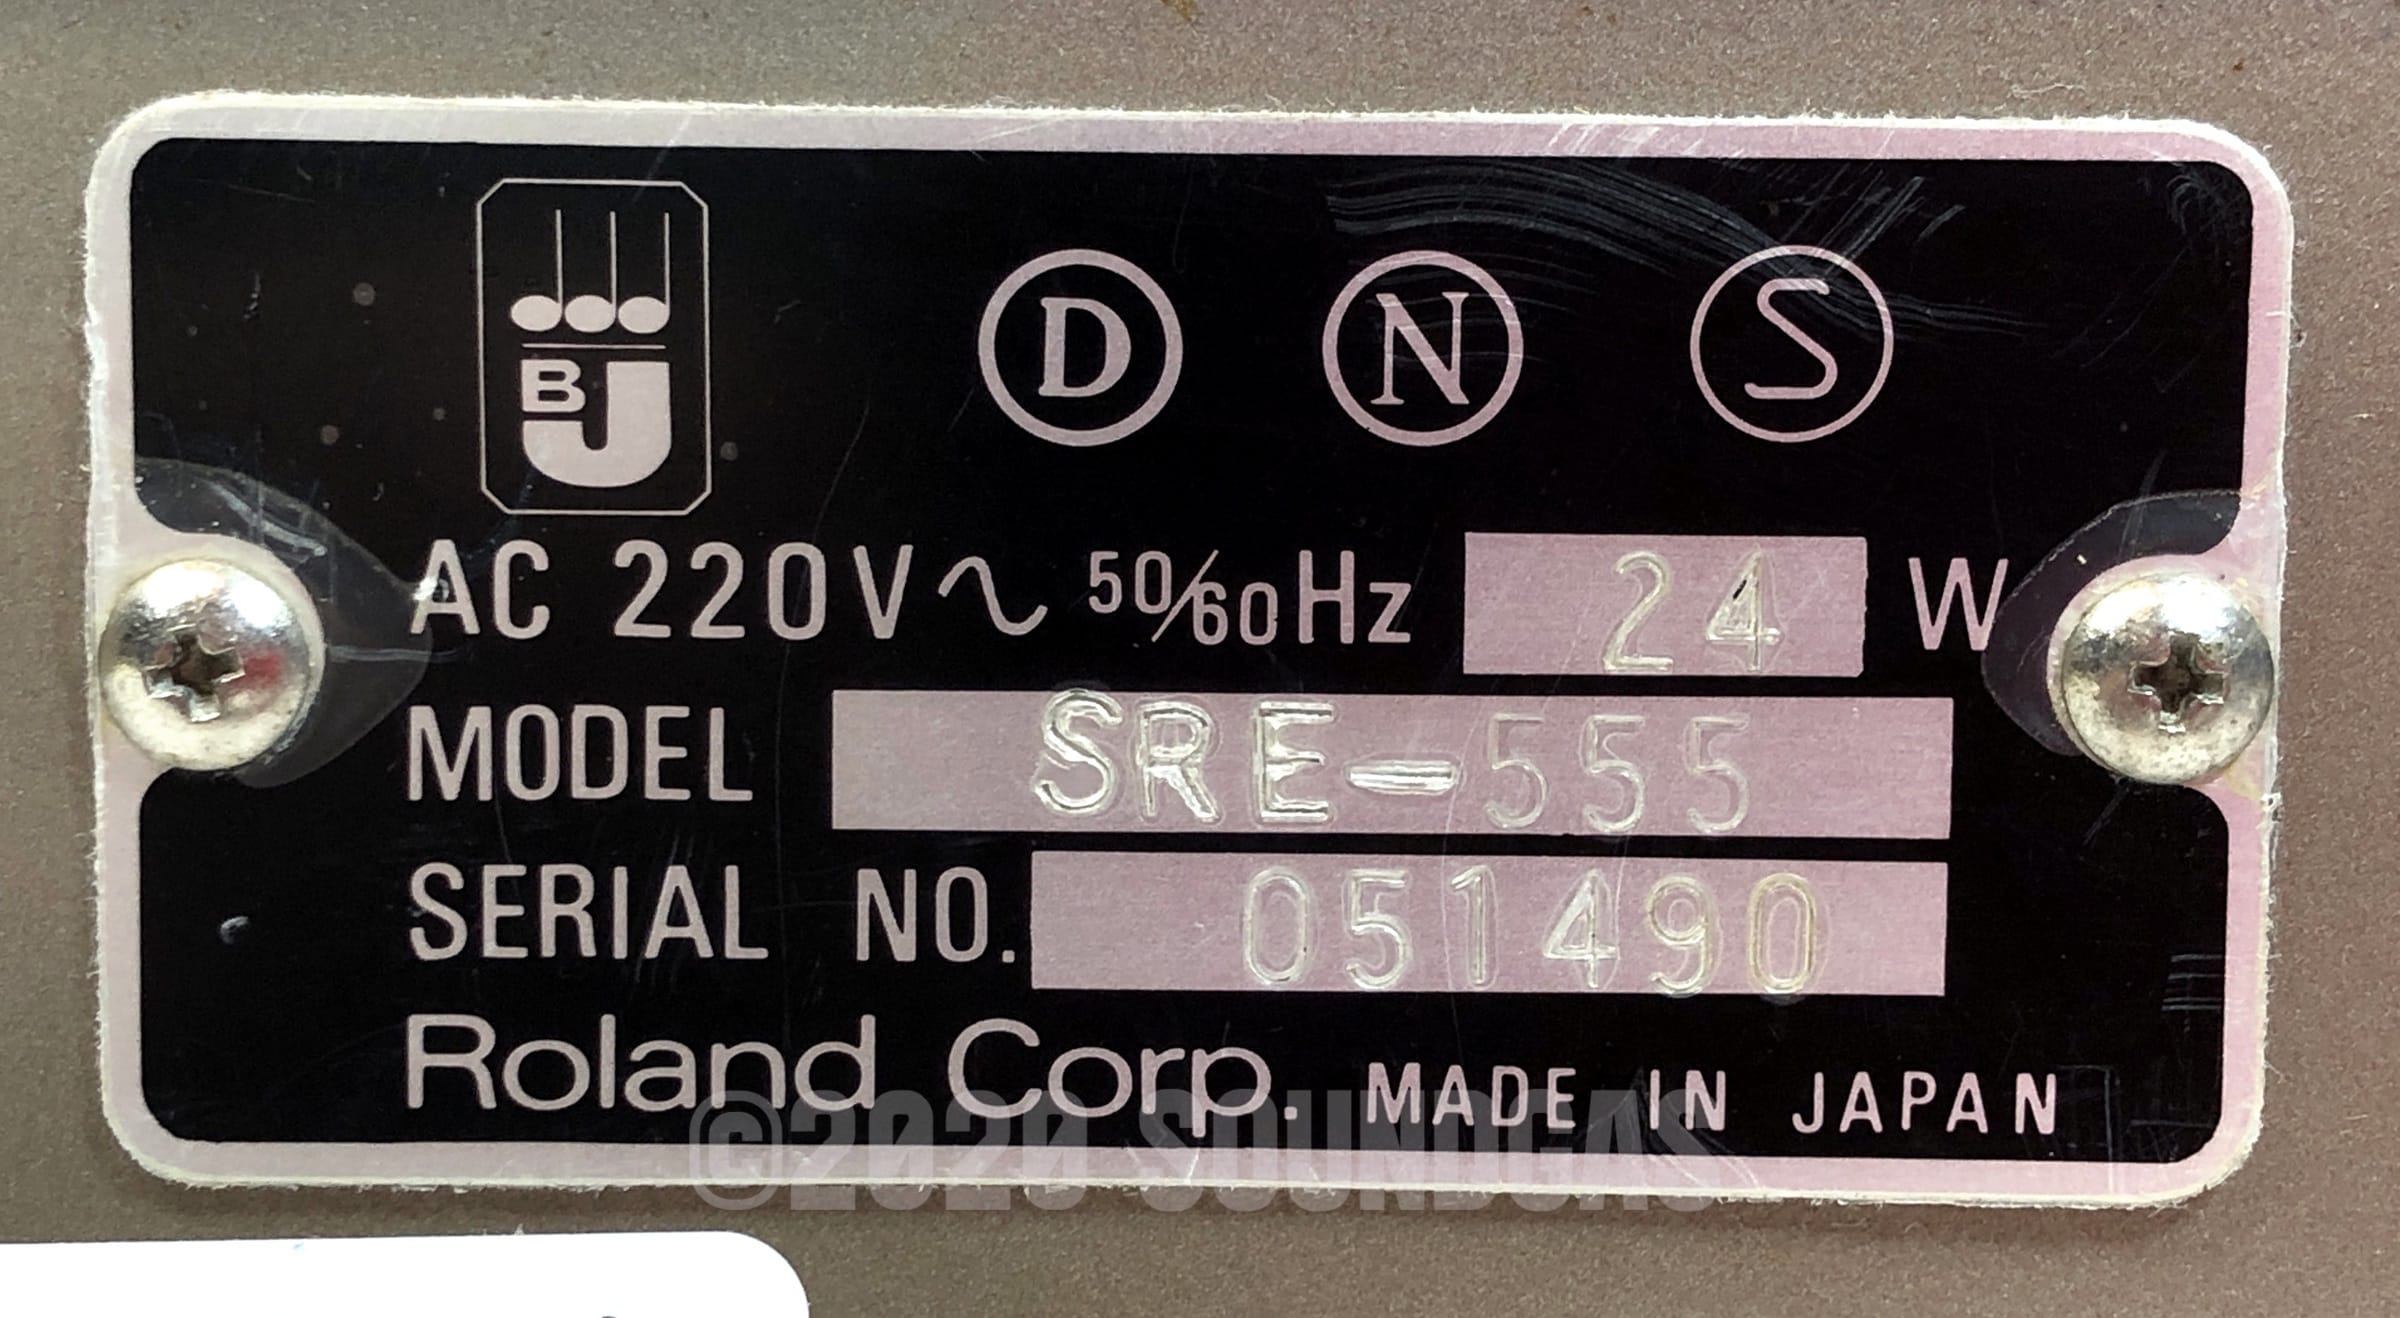 BJ
D N S
AC 220V~ 50/60Hz 24 W
MODEL SRE-555
SERIAL NO. 051490
Roland Corp. MADE IN JAPAN
©2020 SOUNDGAS